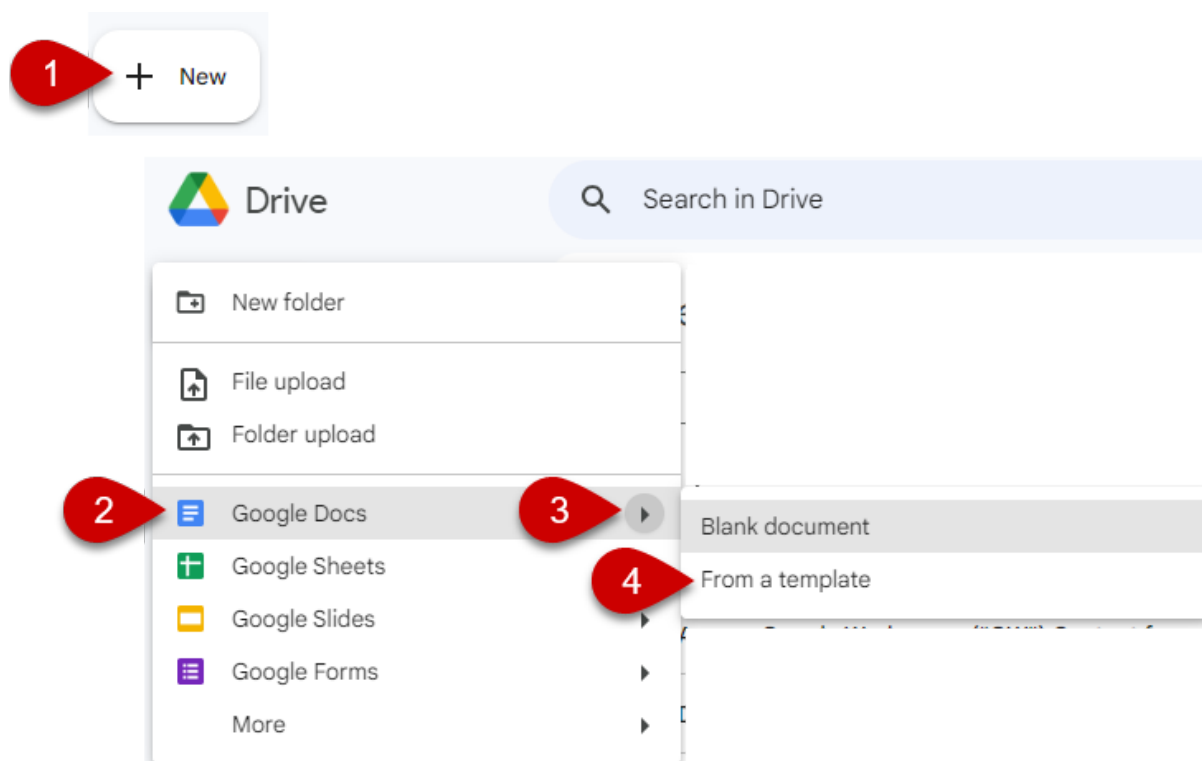 1
New
Drive
Search in Drive
New folder
File upload
Folder upload
2
Google Docs
3
Blank document
4
From a template
Google Sheets
Google Slides
Google Forms
More